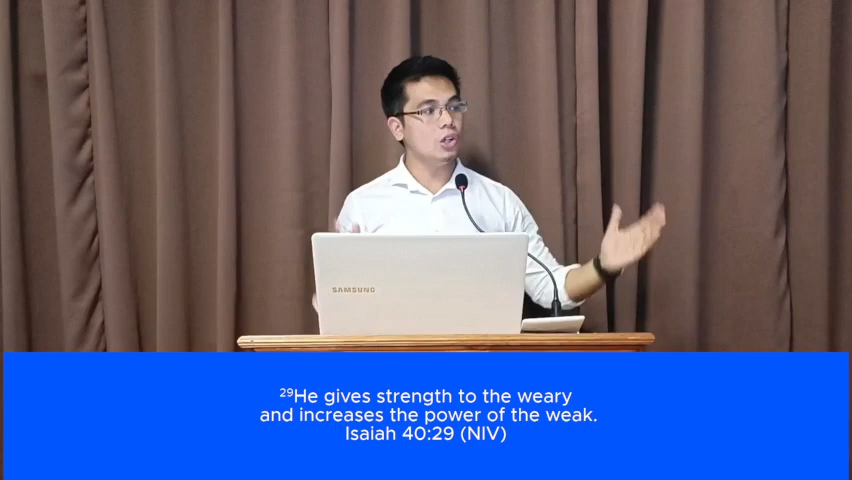 SAMSUNG
²⁹He gives strength to the weary
and increases the power of the weak.
Isaiah 40:29 (NIV)